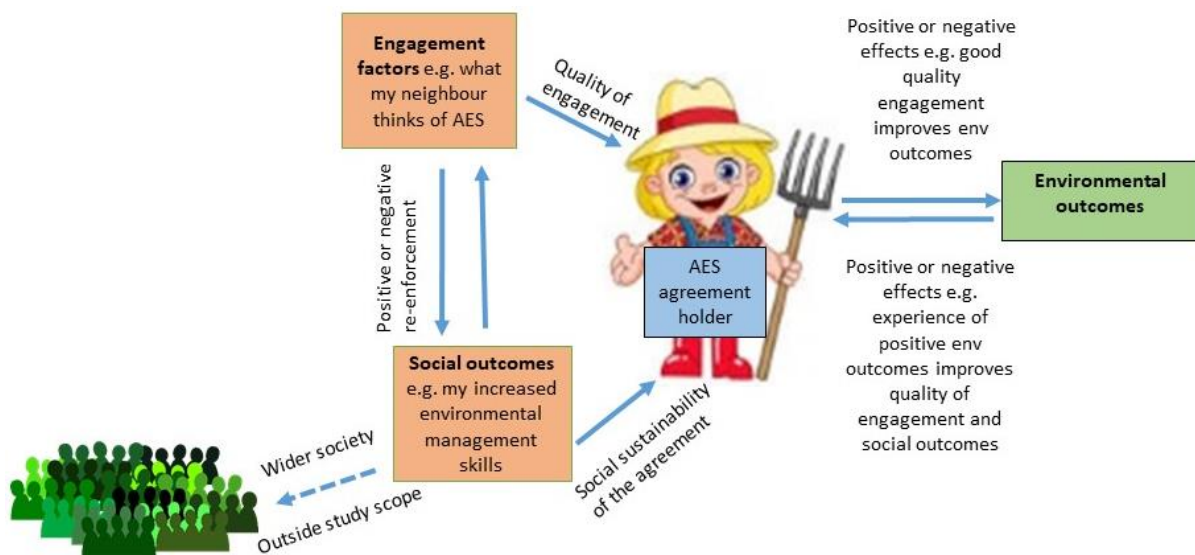 Engagement
factors e.g. what
my neighbour
thinks of AES
Quality of
engagement
Positive or negative
effects e.g. good
quality
engagement
improves env
outcomes
Environmental
outcomes
Positive or negative
re-enforcement
AES
agreement
holder
Positive or negative
effects e.g.
experience of
positive env
outcomes improves
quality of
engagement and
social outcomes
Social outcomes
e.g. my increased
environmental
management
skills
Social sustainability
of the agreement
Wider society
Outside study scope